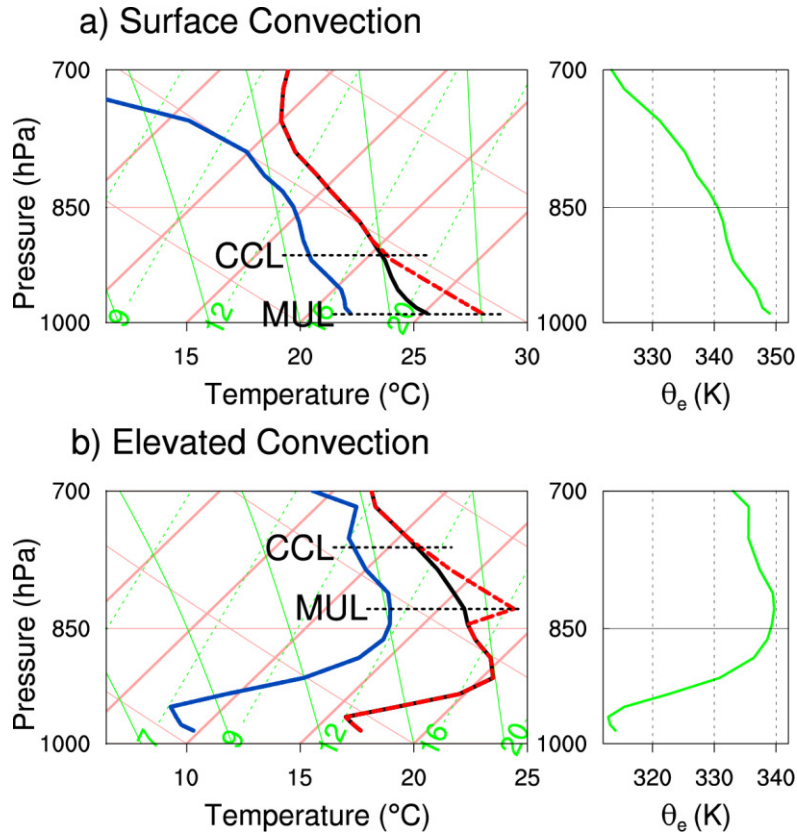 a) Surface Convection
700
850
1000
Pressure (hPa)
CCL
MUL
9
12
16
20
15
20
25
30
Temperature (°C)
700
850
1000
330
340
350
θe (K)
b) Elevated Convection
700
850
1000
Pressure (hPa)
CCL
MUL
7
9
12
16
20
10
15
20
25
Temperature (°C)
700
850
1000
320
330
340
θe (K)